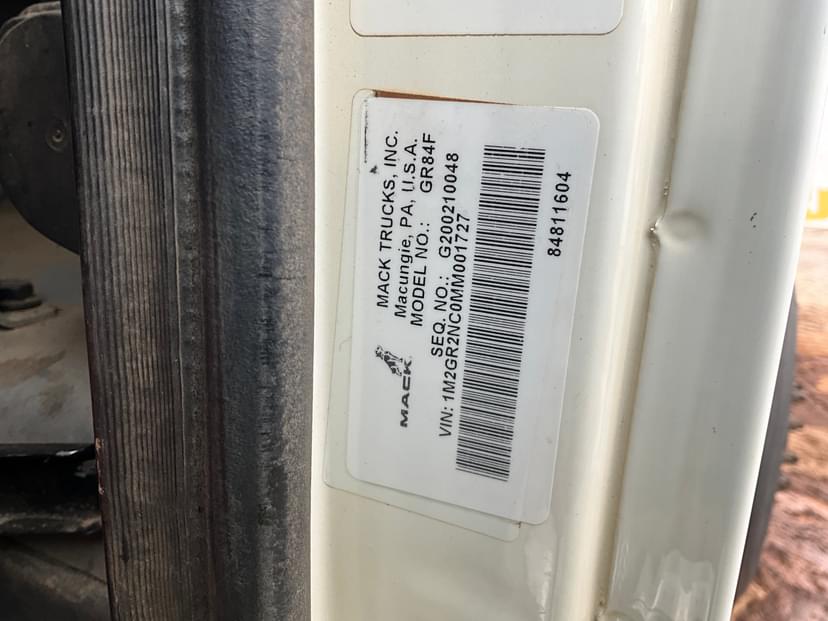 MACK TRUCKS, INC.
Macungie, PA, U.S.A.
MODEL NO.: GR84F
SEQ. NO.: G200210048
VIN: 1M2GR2NC0MM001727
84811604
MACK